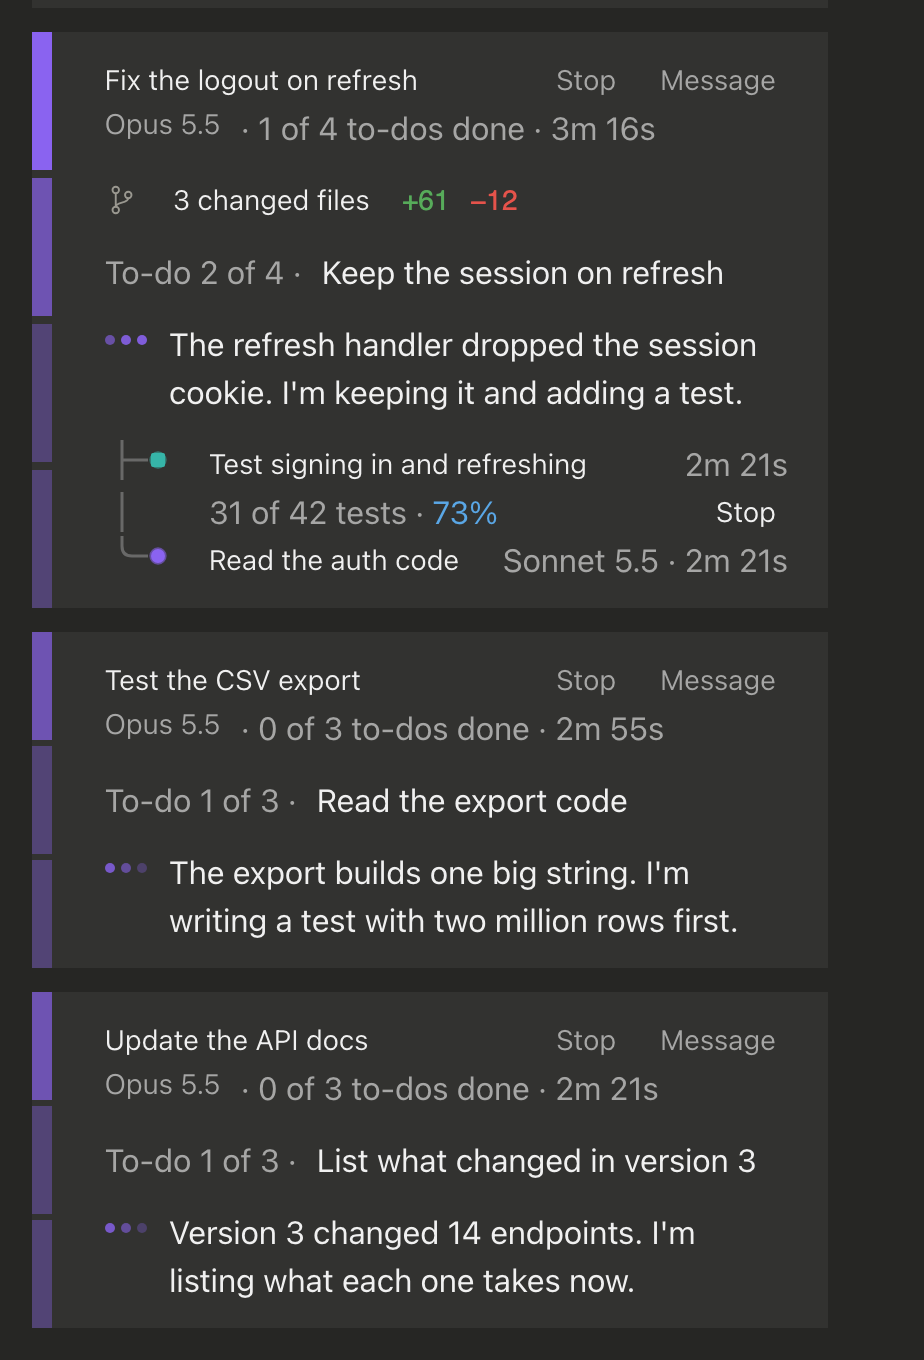 Fix the logout on refresh Stop Message
Opus 5.5 · 1 of 4 to-dos done · 3m 16s
3 changed files +61 −12
To-do 2 of 4 · Keep the session on refresh
The refresh handler dropped the session
cookie. I'm keeping it and adding a test.
Test signing in and refreshing 2m 21s
31 of 42 tests · 73% Stop
Read the auth code Sonnet 5.5 · 2m 21s
Test the CSV export Stop Message
Opus 5.5 · 0 of 3 to-dos done · 2m 55s
To-do 1 of 3 · Read the export code
The export builds one big string. I'm
writing a test with two million rows first.
Update the API docs Stop Message
Opus 5.5 · 0 of 3 to-dos done · 2m 21s
To-do 1 of 3 · List what changed in version 3
Version 3 changed 14 endpoints. I'm
listing what each one takes now.